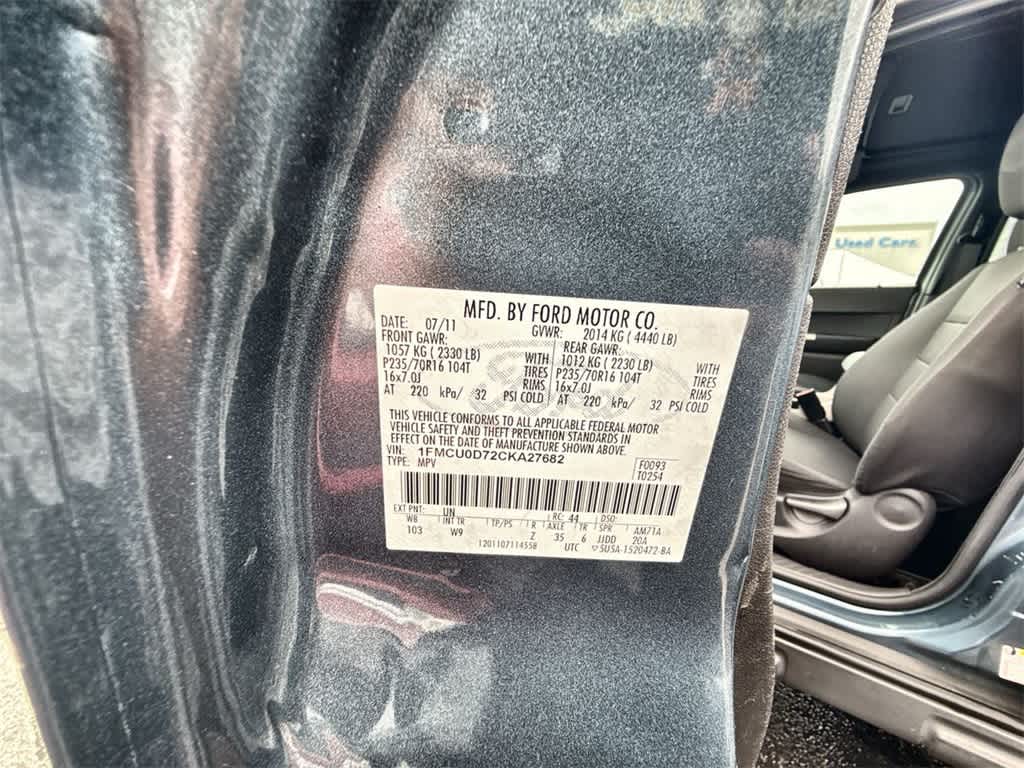 MFD. BY FORD MOTOR CO.
DATE: 07/11 GVWR: 2014 KG ( 4440 LB)
FRONT GAWR: REAR GAWR:
1057 KG ( 2330 LB) WITH 1012 KG ( 2230 LB) WITH
P235/70R16 104T TIRES P235/70R16 104T TIRES
16x7.0J RIMS 16x7.0J RIMS
AT 220 kPa/ 32 PSI COLD AT 220 kPa/ 32 PSI COLD
THIS VEHICLE CONFORMS TO ALL APPLICABLE FEDERAL MOTOR
VEHICLE SAFETY AND THEFT PREVENTION STANDARDS IN
EFFECT ON THE DATE OF MANUFACTURE SHOWN ABOVE.
VIN: 1FMCU0D72CKA27682
TYPE: MPV
F0093
T0254
EXT PNT: UN RC: 44 DSO:
WB INT TR TP/PS R AXLE TR SPR AM71A
103 W9 Z 35 6 JJDD 20A
1201107114558 UTC 5U5A-1520472-BA
Used Cars